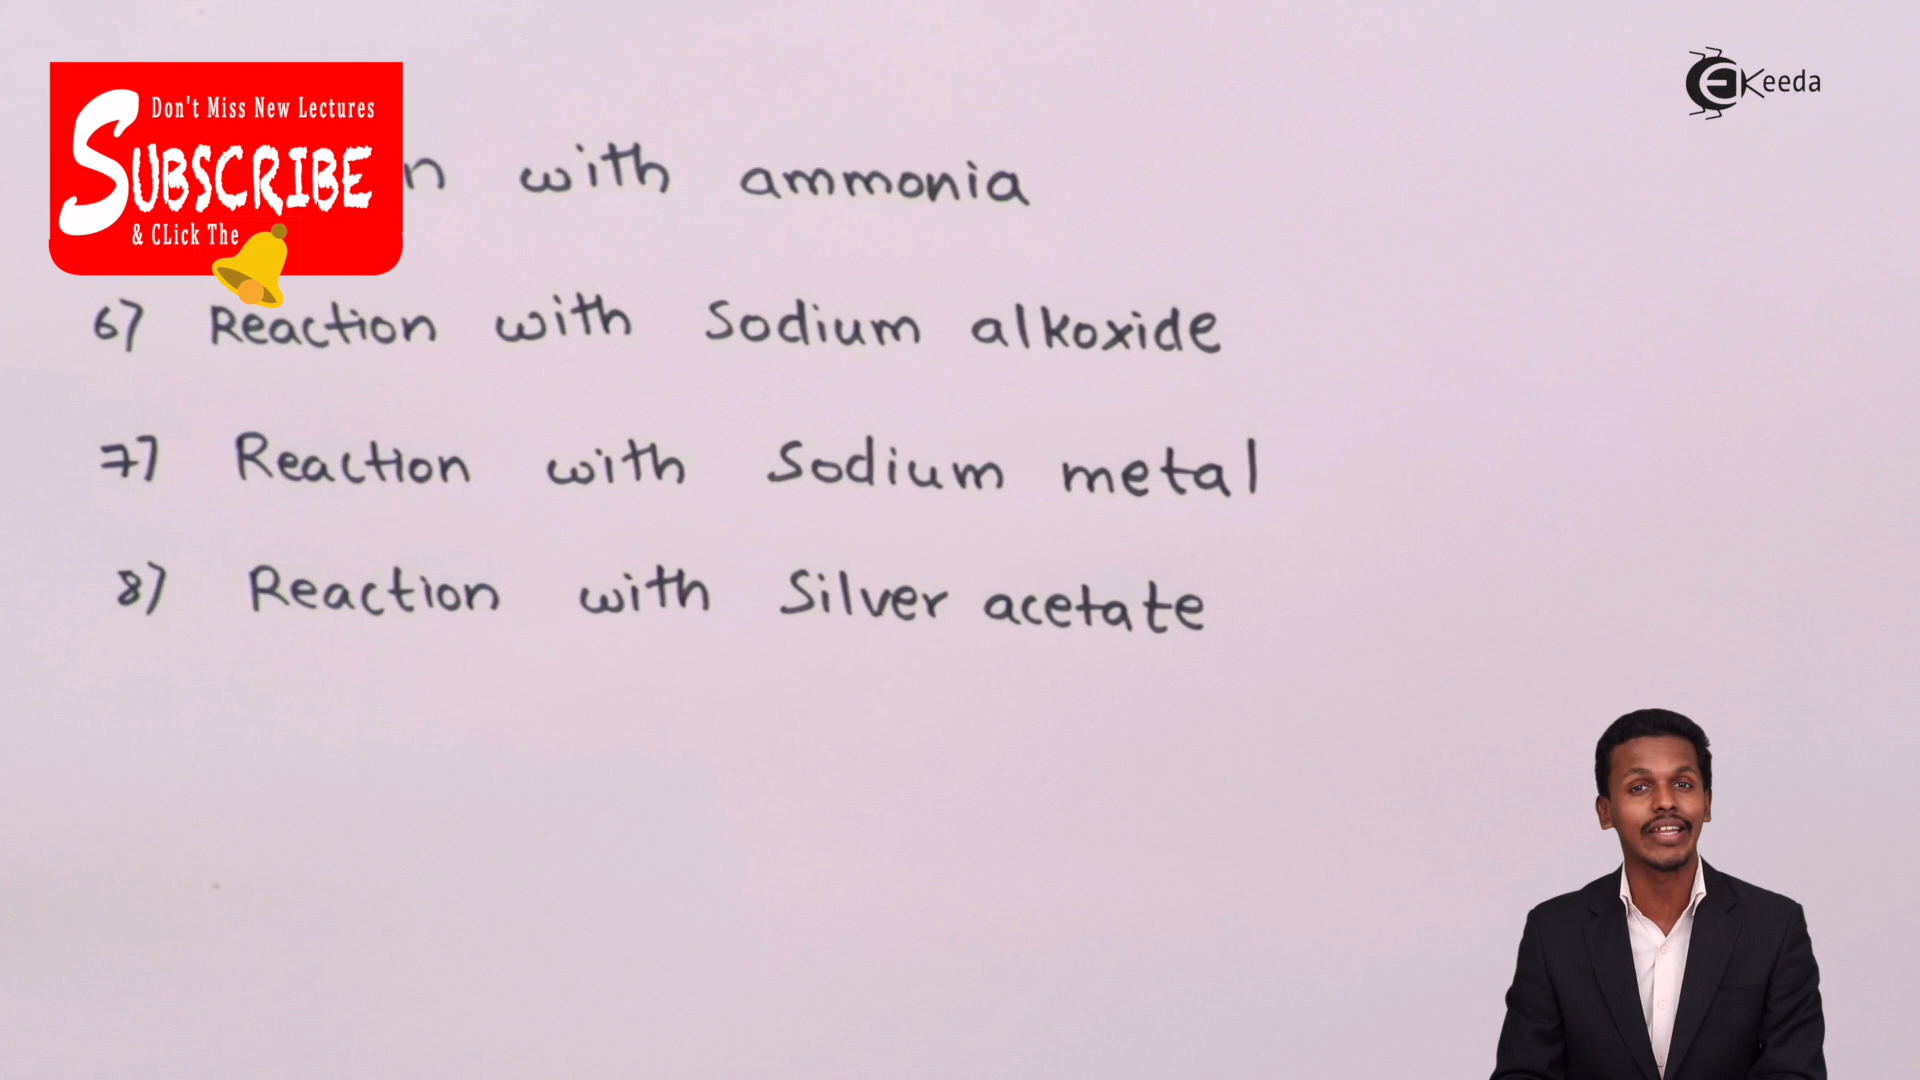 Don't Miss New Lectures
SUBSCRIBE
& CLick The
EKeeda
n with ammonia
6) Reaction with Sodium alkoxide
7) Reaction with Sodium metal
8) Reaction with Silver acetate